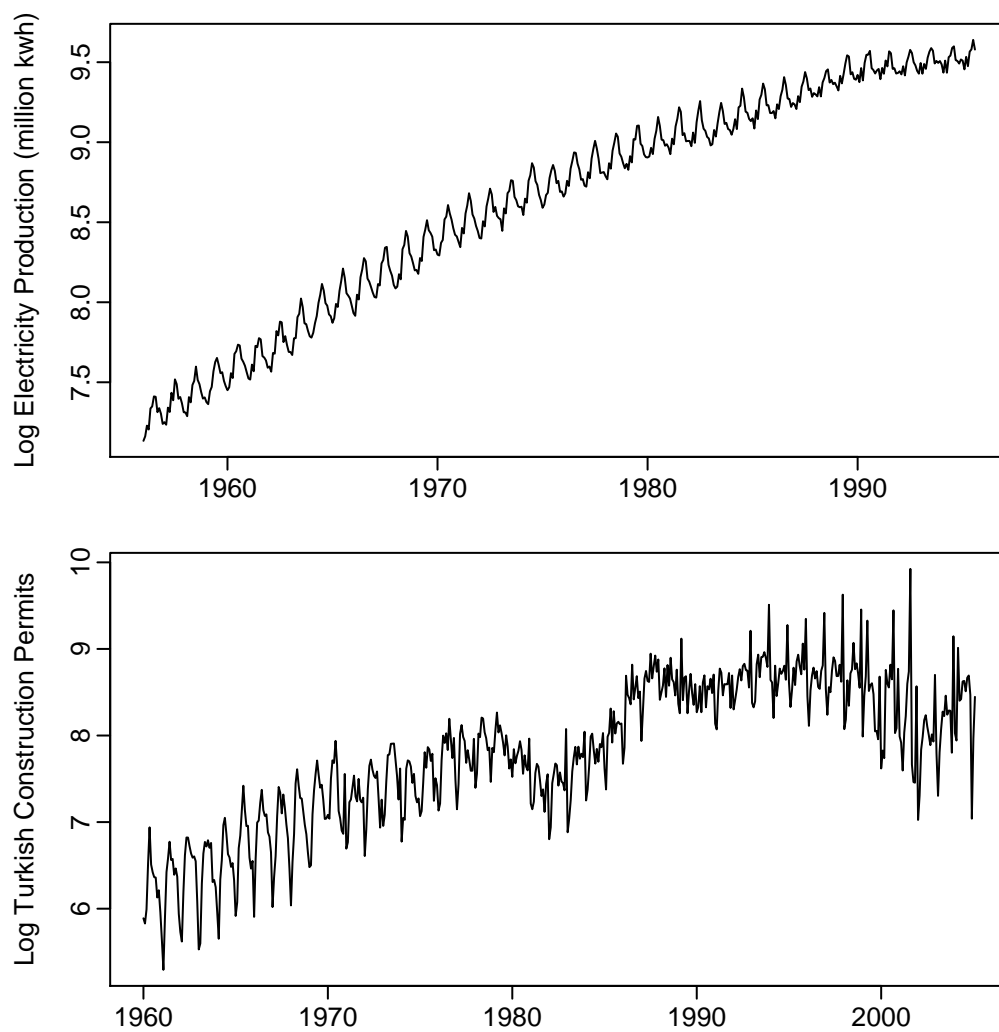 Log Electricity Production (million kwh)
9.5
9.0
8.5
8.0
7.5
1960 1970 1980 1990
Log Turkish Construction Permits
10
9
8
7
6
1960 1970 1980 1990 2000